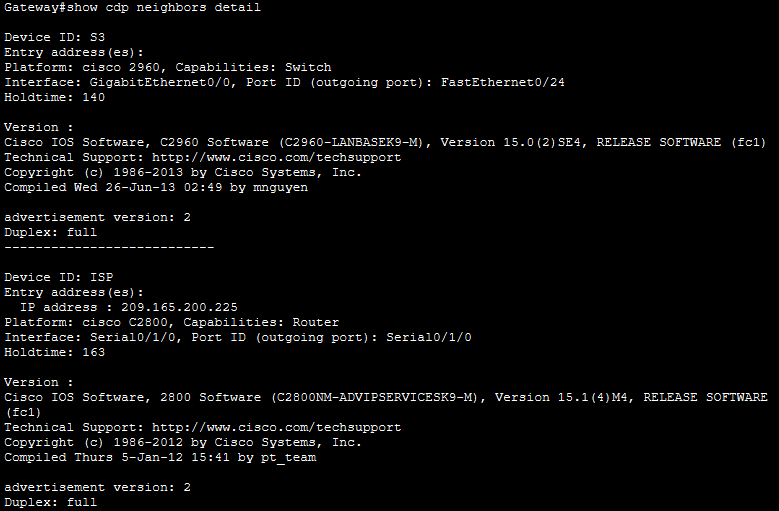 Gateway#show cdp neighbors detail
Device ID: S3
Entry address(es):
Platform: cisco 2960, Capabilities: Switch
Interface: GigabitEthernet0/0, Port ID (outgoing port): FastEthernet0/24
Holdtime: 140
Version :
Cisco IOS Software, C2960 Software (C2960-LANBASEK9-M), Version 15.0(2)SE4, RELEASE SOFTWARE (fc1)
Technical Support: http://www.cisco.com/techsupport
Copyright (c) 1986-2013 by Cisco Systems, Inc.
Compiled Wed 26-Jun-13 02:49 by mnguyen
advertisement version: 2
Duplex: full
---------------------------
Device ID: ISP
Entry address(es):
  IP address : 209.165.200.225
Platform: cisco C2800, Capabilities: Router
Interface: Serial0/1/0, Port ID (outgoing port): Serial0/1/0
Holdtime: 163
Version :
Cisco IOS Software, 2800 Software (C2800NM-ADVIPSERVICESK9-M), Version 15.1(4)M4, RELEASE SOFTWARE
(fc1)
Technical Support: http://www.cisco.com/techsupport
Copyright (c) 1986-2012 by Cisco Systems, Inc.
Compiled Thurs 5-Jan-12 15:41 by pt_team
advertisement version: 2
Duplex: full